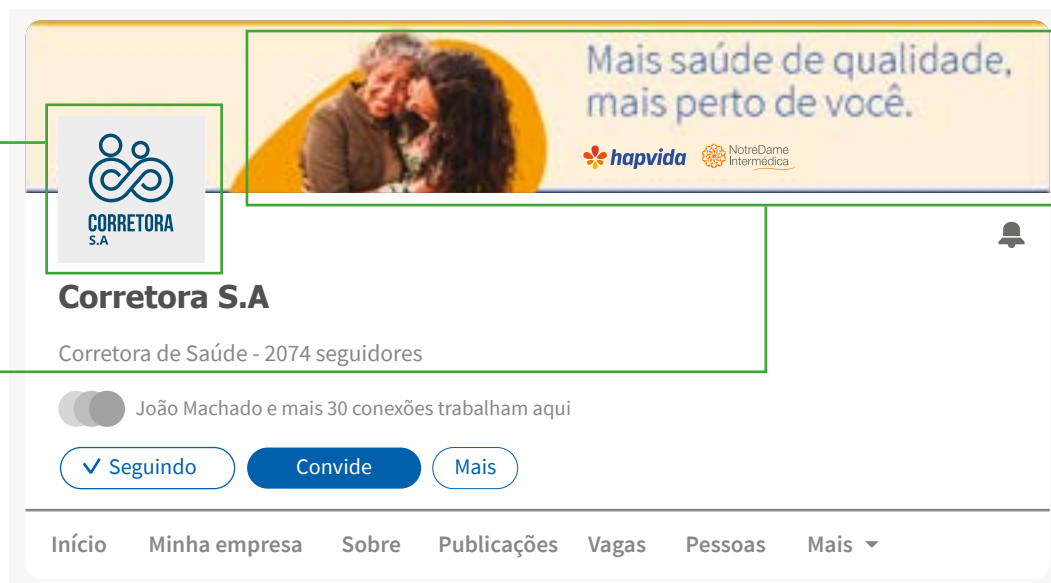 Mais saúde de qualidade,
mais perto de você.
hapvida NotreDame
Intermédica
CORRETORA
S.A
Corretora S.A
Corretora de Saúde - 2074 seguidores
João Machado e mais 30 conexões trabalham aqui
Seguindo Convide Mais
Início Minha empresa Sobre Publicações Vagas Pessoas Mais